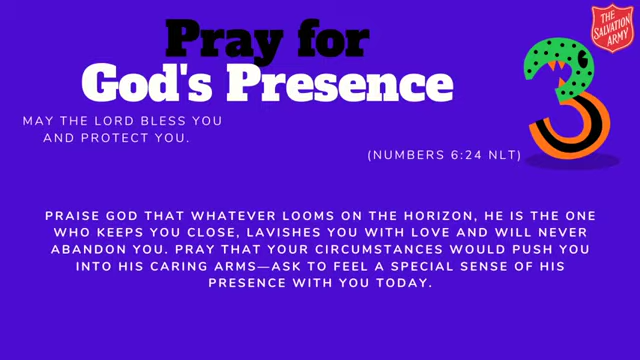 Pray for
God's Presence
THE
SALVATION
ARMY
3
MAY THE LORD BLESS YOU
AND PROTECT YOU.
(NUMBERS 6:24 NLT)
PRAISE GOD THAT WHATEVER LOOMS ON THE HORIZON, HE IS THE ONE
WHO KEEPS YOU CLOSE, LAVISHES YOU WITH LOVE AND WILL NEVER
ABANDON YOU. PRAY THAT YOUR CIRCUMSTANCES WOULD PUSH YOU
INTO HIS CARING ARMS—ASK TO FEEL A SPECIAL SENSE OF HIS
PRESENCE WITH YOU TODAY.